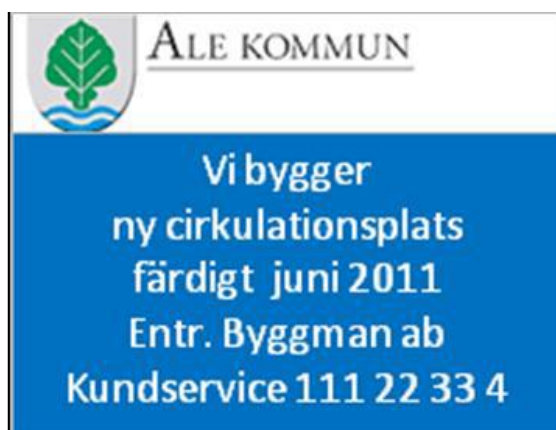 ALE KOMMUN
Vi bygger
ny cirkulationsplats
färdigt juni 2011
Entr. Byggman ab
Kundservice 111 22 33 4